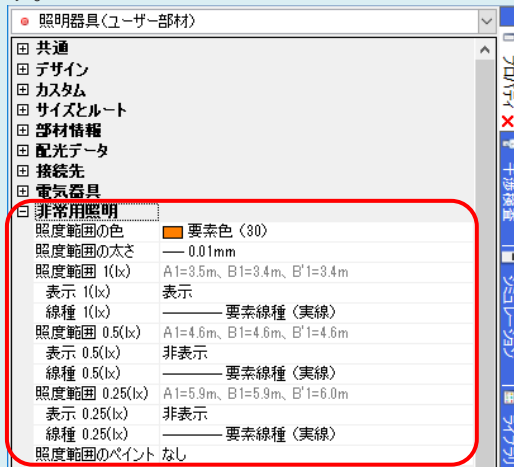 照明器具(ユーザー部材)
共通
デザイン
カスタム
サイズとルート
部材情報
配光データ
接続先
電気器具
非常用照明
照度範囲の色 要素色 (30)
照度範囲の太さ 0.01mm
照度範囲 1(lx) A1=3.5m、B1=3.4m、B'1=3.4m
表示 1(lx) 表示
線種 1(lx) 要素線種 (実線)
照度範囲 0.5(lx) A1=4.6m、B1=4.6m、B'1=4.6m
表示 0.5(lx) 非表示
線種 0.5(lx) 要素線種 (実線)
照度範囲 0.25(lx) A1=5.9m、B1=5.9m、B'1=6.0m
表示 0.25(lx) 非表示
線種 0.25(lx) 要素線種 (実線)
照度範囲のペイント なし
プロパティ
干渉検査
シミュレーション